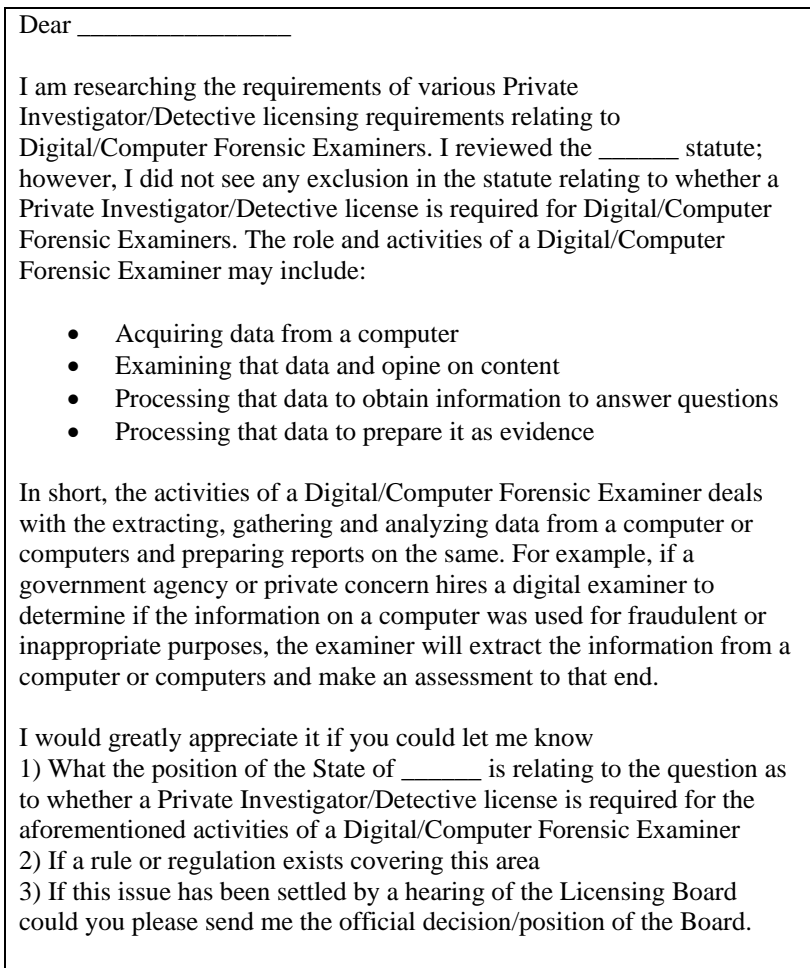 Dear ________________
I am researching the requirements of various Private
Investigator/Detective licensing requirements relating to
Digital/Computer Forensic Examiners. I reviewed the ______ statute;
however, I did not see any exclusion in the statute relating to whether a
Private Investigator/Detective license is required for Digital/Computer
Forensic Examiners. The role and activities of a Digital/Computer
Forensic Examiner may include:
• Acquiring data from a computer
• Examining that data and opine on content
• Processing that data to obtain information to answer questions
• Processing that data to prepare it as evidence
In short, the activities of a Digital/Computer Forensic Examiner deals
with the extracting, gathering and analyzing data from a computer or
computers and preparing reports on the same. For example, if a
government agency or private concern hires a digital examiner to
determine if the information on a computer was used for fraudulent or
inappropriate purposes, the examiner will extract the information from a
computer or computers and make an assessment to that end.
I would greatly appreciate it if you could let me know
1) What the position of the State of ______ is relating to the question as
to whether a Private Investigator/Detective license is required for the
aforementioned activities of a Digital/Computer Forensic Examiner
2) If a rule or regulation exists covering this area
3) If this issue has been settled by a hearing of the Licensing Board
could you please send me the official decision/position of the Board.